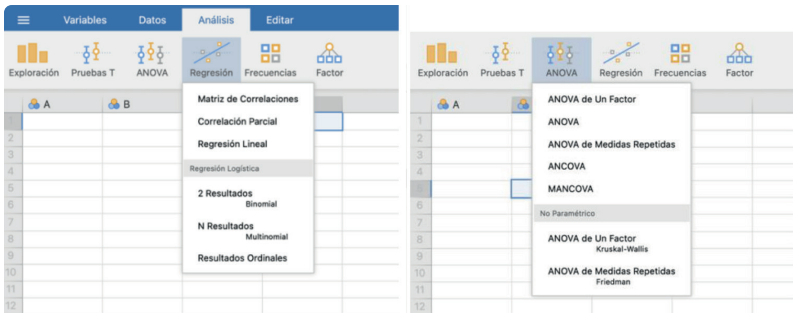 Variables Datos Análisis Editar
Exploración Pruebas T ANOVA Regresión Frecuencias Factor
A B
Matriz de Correlaciones
Correlación Parcial
Regresión Lineal
Regresión Logística
2 Resultados
Binomial
N Resultados
Multinomial
Resultados Ordinales
1
2
3
4
5
6
7
8
9
10
11
12
Exploración Pruebas T ANOVA Regresión Frecuencias Factor
A
ANOVA de Un Factor
ANOVA
ANOVA de Medidas Repetidas
ANCOVA
MANCOVA
No Paramétrico
ANOVA de Un Factor
Kruskal-Wallis
ANOVA de Medidas Repetidas
Friedman
1
2
3
4
5
6
7
8
9
10
11
12